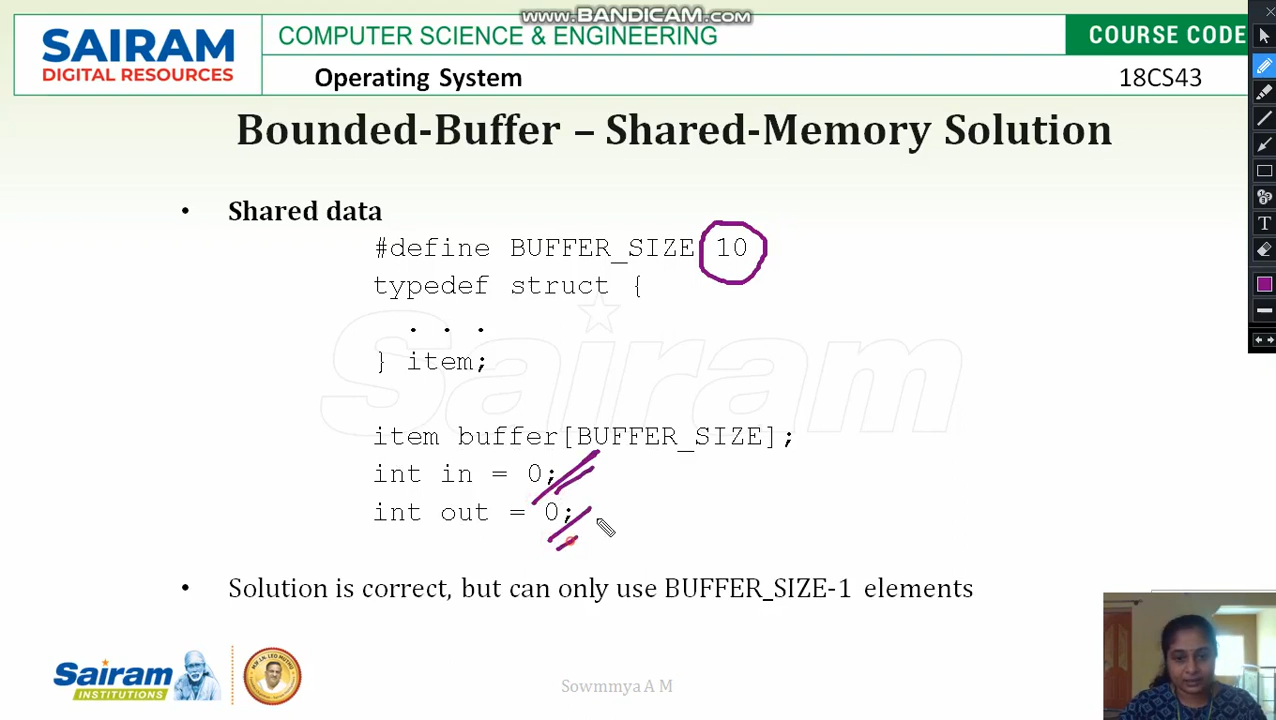 www.BANDICAM.com
SAIRAM
DIGITAL RESOURCES
COMPUTER SCIENCE & ENGINEERING
COURSE CODE
Operating System
18CS43
Bounded-Buffer – Shared-Memory Solution
• Shared data
#define BUFFER_SIZE 10
typedef struct {
. . .
} item;
item buffer[BUFFER_SIZE];
int in = 0;
int out = 0;
• Solution is correct, but can only use BUFFER_SIZE-1 elements
Sairam
Sairam
INSTITUTIONS
Sowmmya A M